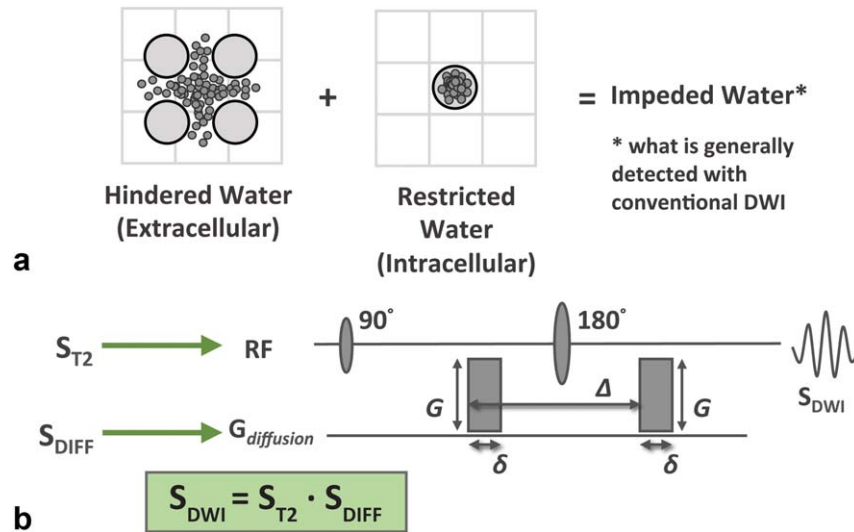 = Impeded Water*
+
* what is generally
detected with
conventional DWI
Hindered Water
(Extracellular)
Restricted
Water
(Intracellular)
a
90°
180°
S_T2
RF
G
Δ
G
S_DWI
S_DIFF
G_diffusion
δ
δ
S_DWI = S_T2 · S_DIFF
b